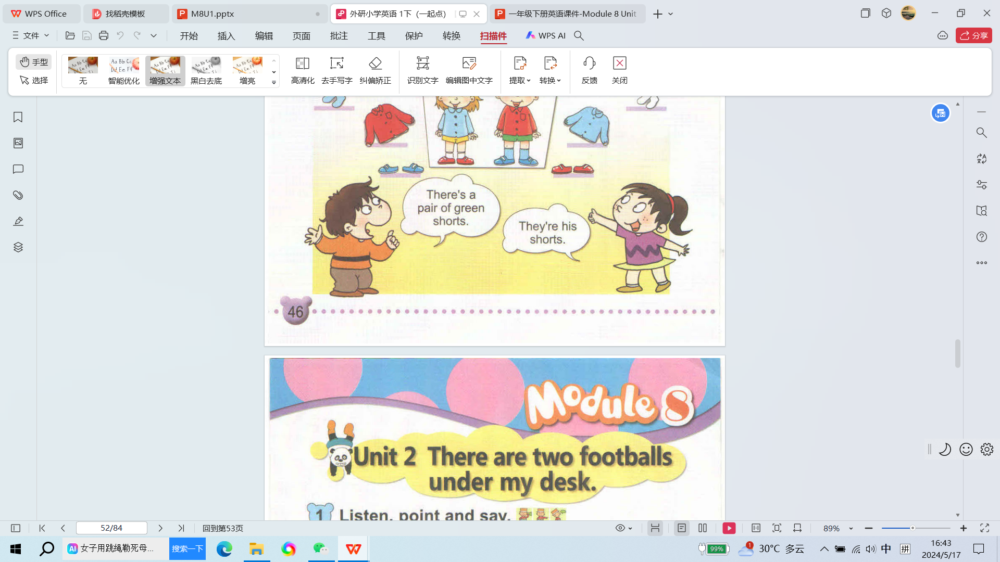 WPS Office
找稻壳模板
M8U1.pptx
外研小学英语 1下 (一起点)
一年级下册英语课件-Module 8 Unit
文件
开始 插入 编辑 页面 批注 工具 保护 转换 扫描件 WPS AI
分享
手型
选择
无 智能优化 增强文本 黑白去底 增亮
高清化 去手写字 纠偏矫正 识别文字 编辑图中文字 提取 转换 反馈 关闭
There's a
pair of green
shorts.
They're his
shorts.
46
Module 8
Unit 2 There are two footballs
under my desk.
1 Listen, point and say.
52/84
回到第53页
89%
AI 女子用跳绳勒死母...
搜索一下
99%
1
30°C 多云
中
拼
16:43
2024/5/17